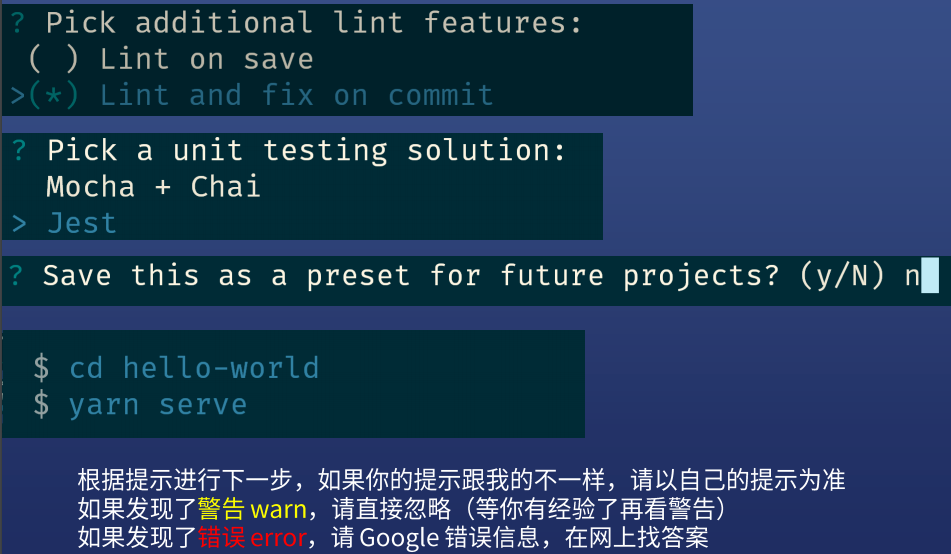 ? Pick additional lint features:
( ) Lint on save
>(*) Lint and fix on commit
? Pick a unit testing solution:
Mocha + Chai
> Jest
? Save this as a preset for future projects? (y/N) n
$ cd hello-world
$ yarn serve
根据提示进行下一步，如果你的提示跟我的不一样，请以自己的提示为准
如果发现了警告 warn，请直接忽略（等你有经验了再看警告）
如果发现了错误 error，请 Google 错误信息，在网上找答案